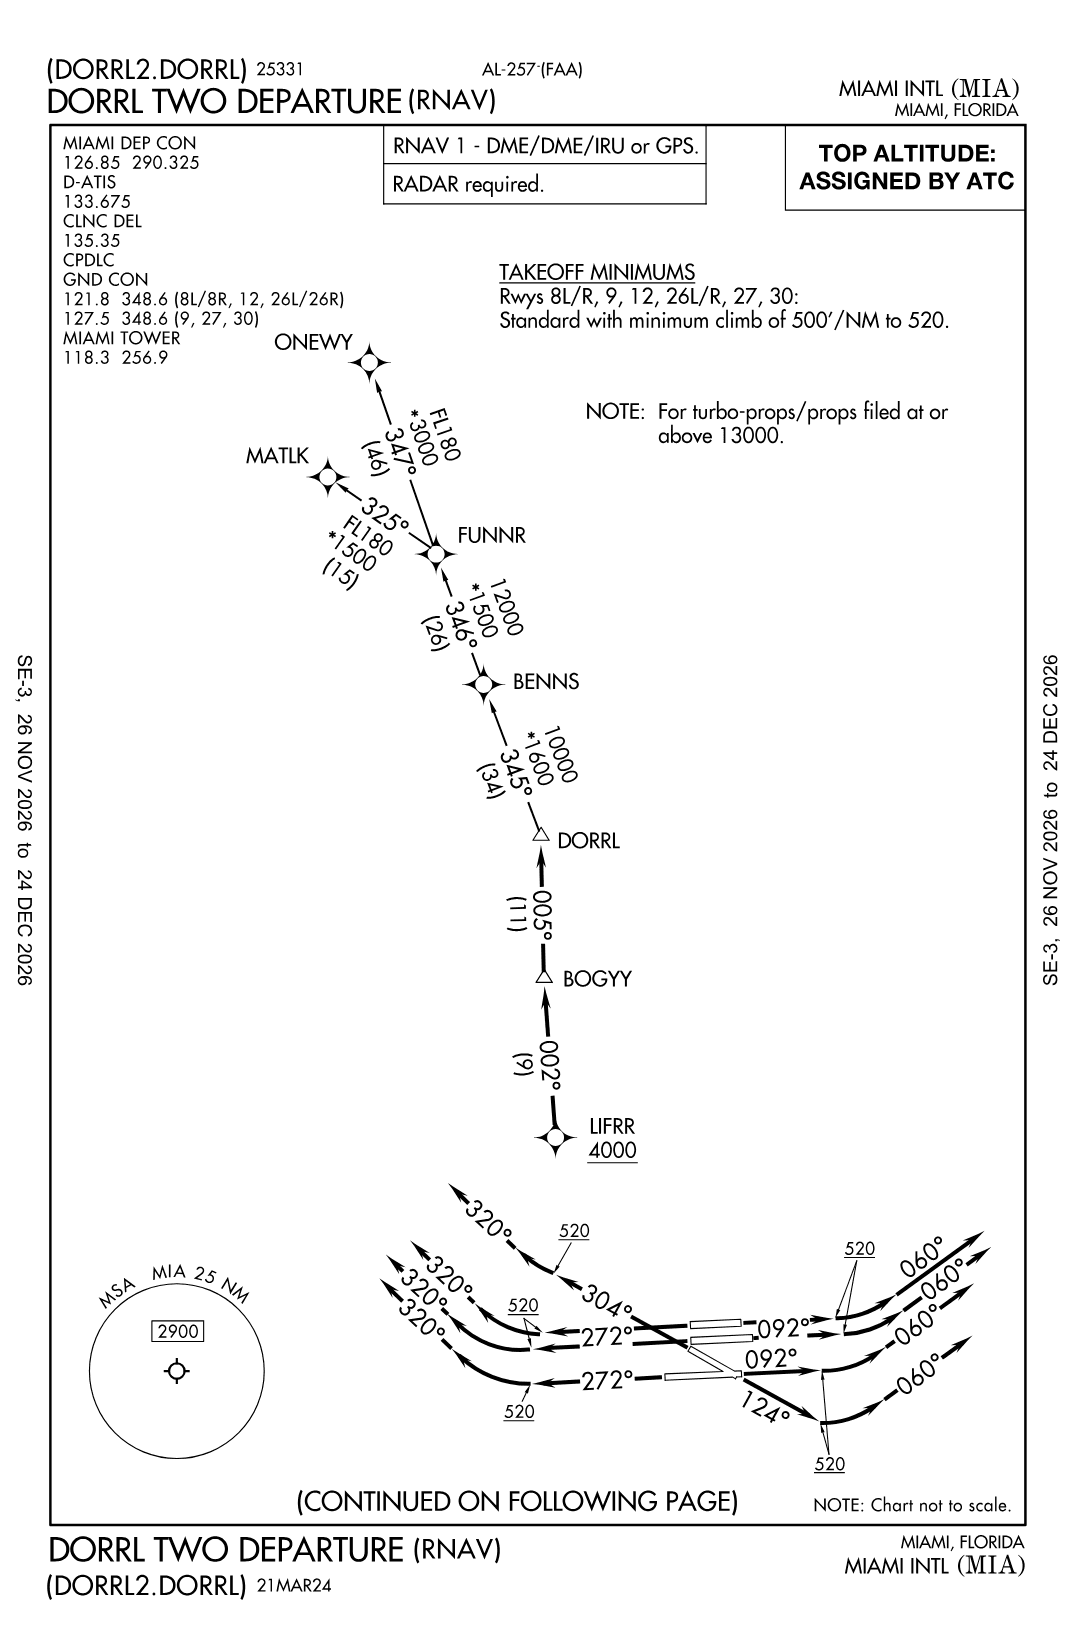 (DORRL2.DORRL) 25331
AL-257 (FAA)
DORRL TWO DEPARTURE (RNAV)
MIAMI INTL (MIA)
MIAMI, FLORIDA
MIAMI DEP CON
126.85 290.325
D-ATIS
133.675
CLNC DEL
135.35
CPDLC
GND CON
121.8 348.6 (8L/8R, 12, 26L/26R)
127.5 348.6 (9, 27, 30)
MIAMI TOWER
118.3 256.9
RNAV 1 - DME/DME/IRU or GPS.
RADAR required.
TOP ALTITUDE:
ASSIGNED BY ATC
TAKEOFF MINIMUMS
Rwys 8L/R, 9, 12, 26L/R, 27, 30:
Standard with minimum climb of 500'/NM to 520.
NOTE: For turbo-props/props filed at or
above 13000.
ONEWY
FL180
*3000
347°
(46)
MATLK
325°
FL180
*1500
(15)
FUNNR
12000
*1500
346°
(26)
BENNS
10000
*1600
345°
(34)
DORRL
005°
(11)
BOGYY
002°
(9)
LIFRR
4000
320°
520
304°
320°
320°
320°
520
272°
272°
520
520
060°
060°
060°
060°
092°
092°
124°
520
MSA MIA 25 NM
2900
(CONTINUED ON FOLLOWING PAGE)
NOTE: Chart not to scale.
SE-3, 26 NOV 2026 to 24 DEC 2026
SE-3, 26 NOV 2026 to 24 DEC 2026
DORRL TWO DEPARTURE (RNAV)
(DORRL2.DORRL) 21MAR24
MIAMI, FLORIDA
MIAMI INTL (MIA)